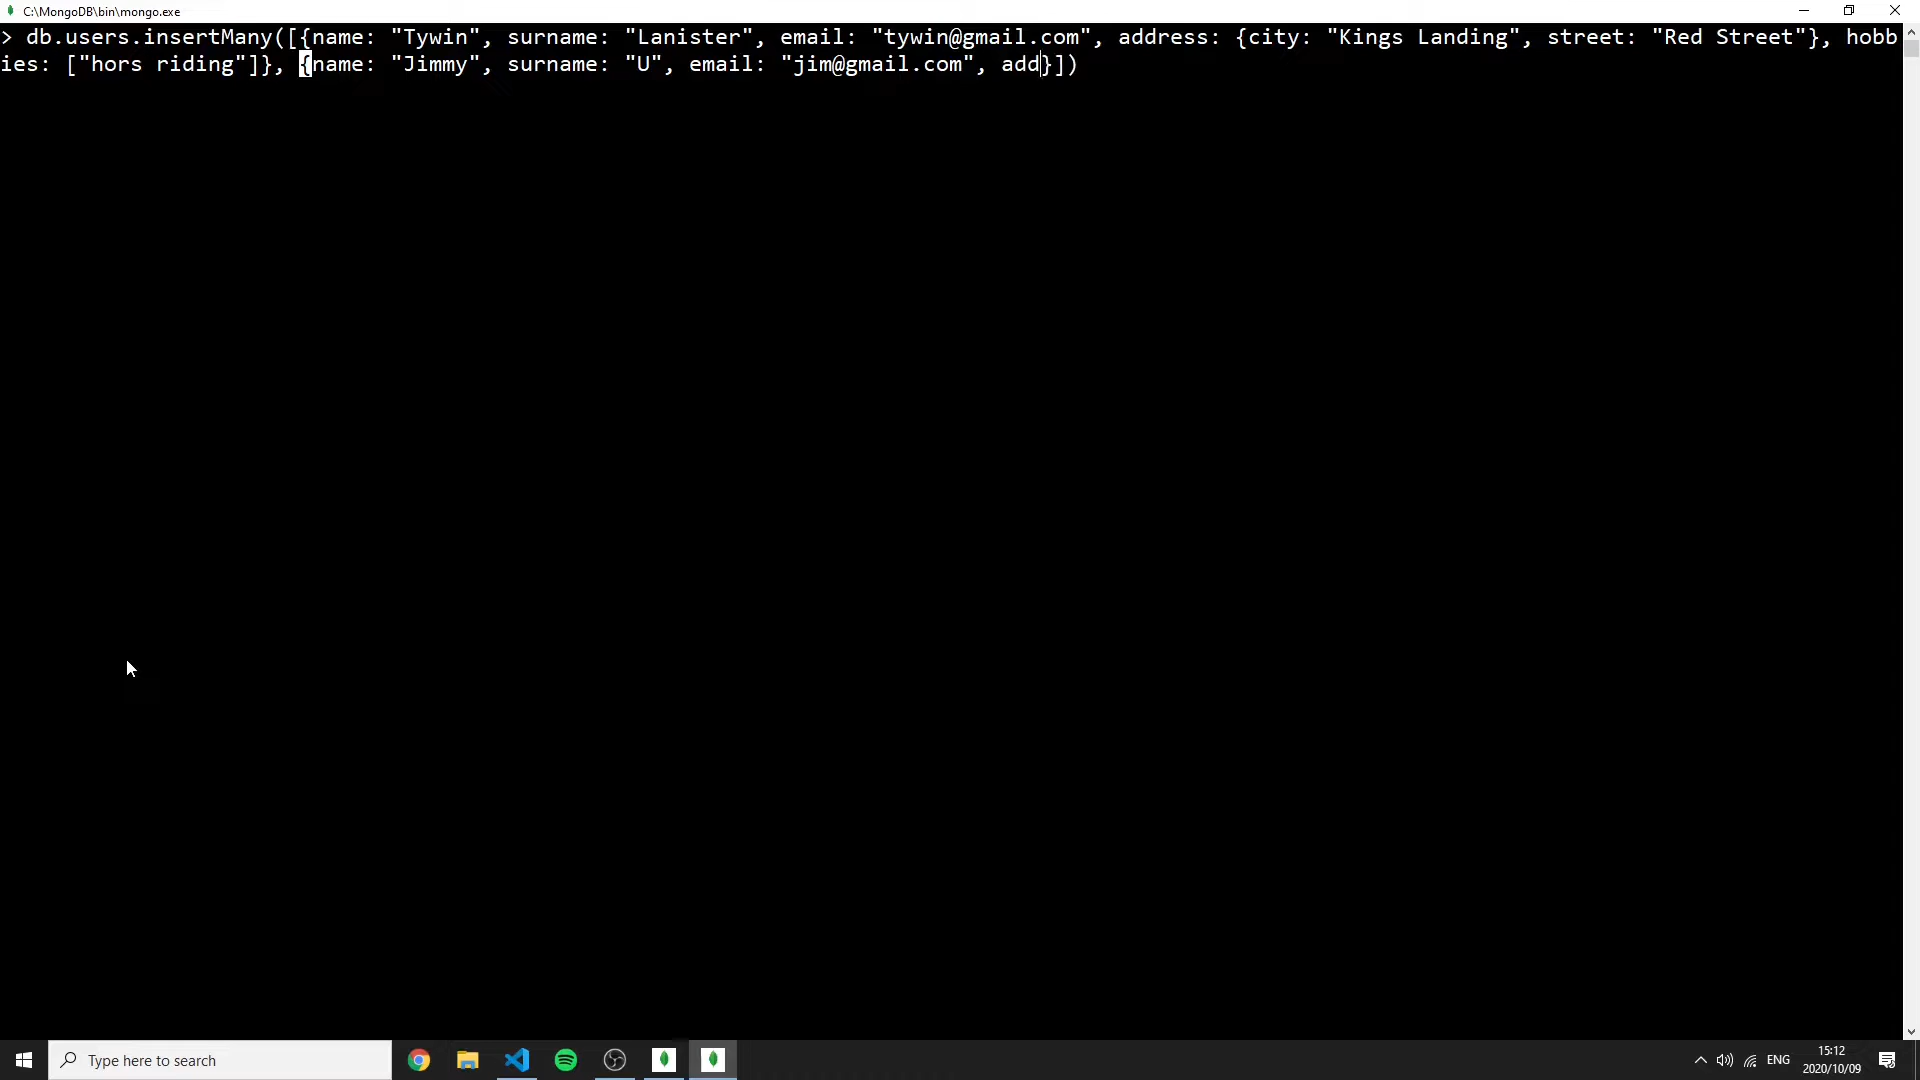 C:\MongoDB\bin\mongo.exe
> db.users.insertMany([{name: "Tywin", surname: "Lanister", email: "tywin@gmail.com", address: {city: "Kings Landing", street: "Red Street"}, hobb
ies: ["hors riding"]}, {name: "Jimmy", surname: "U", email: "jim@gmail.com", add}])
Type here to search
ENG
15:12
2020/10/09